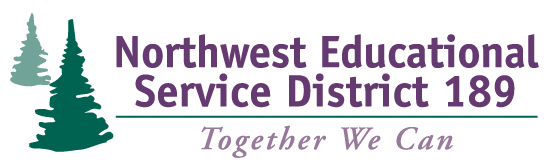 Northwest Educational
Service District 189
Together We Can